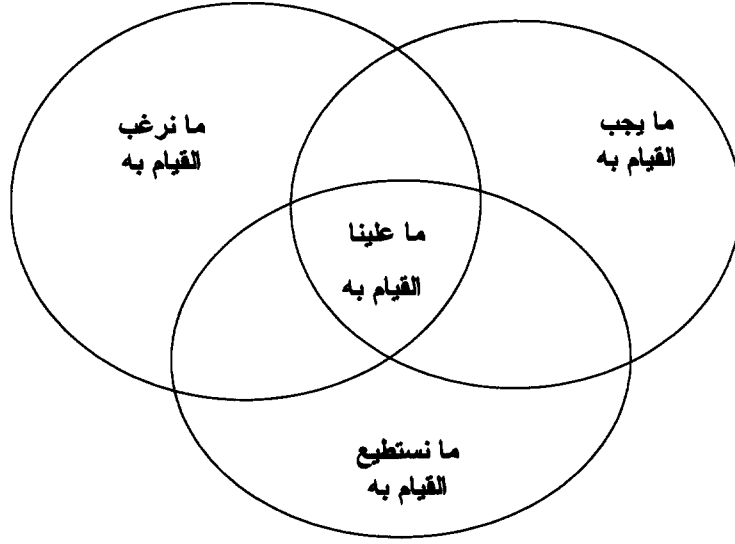 ما يجب
القيام به
ما نرغب
القيام به
ما علينا
القيام به
ما نستطيع
القيام به